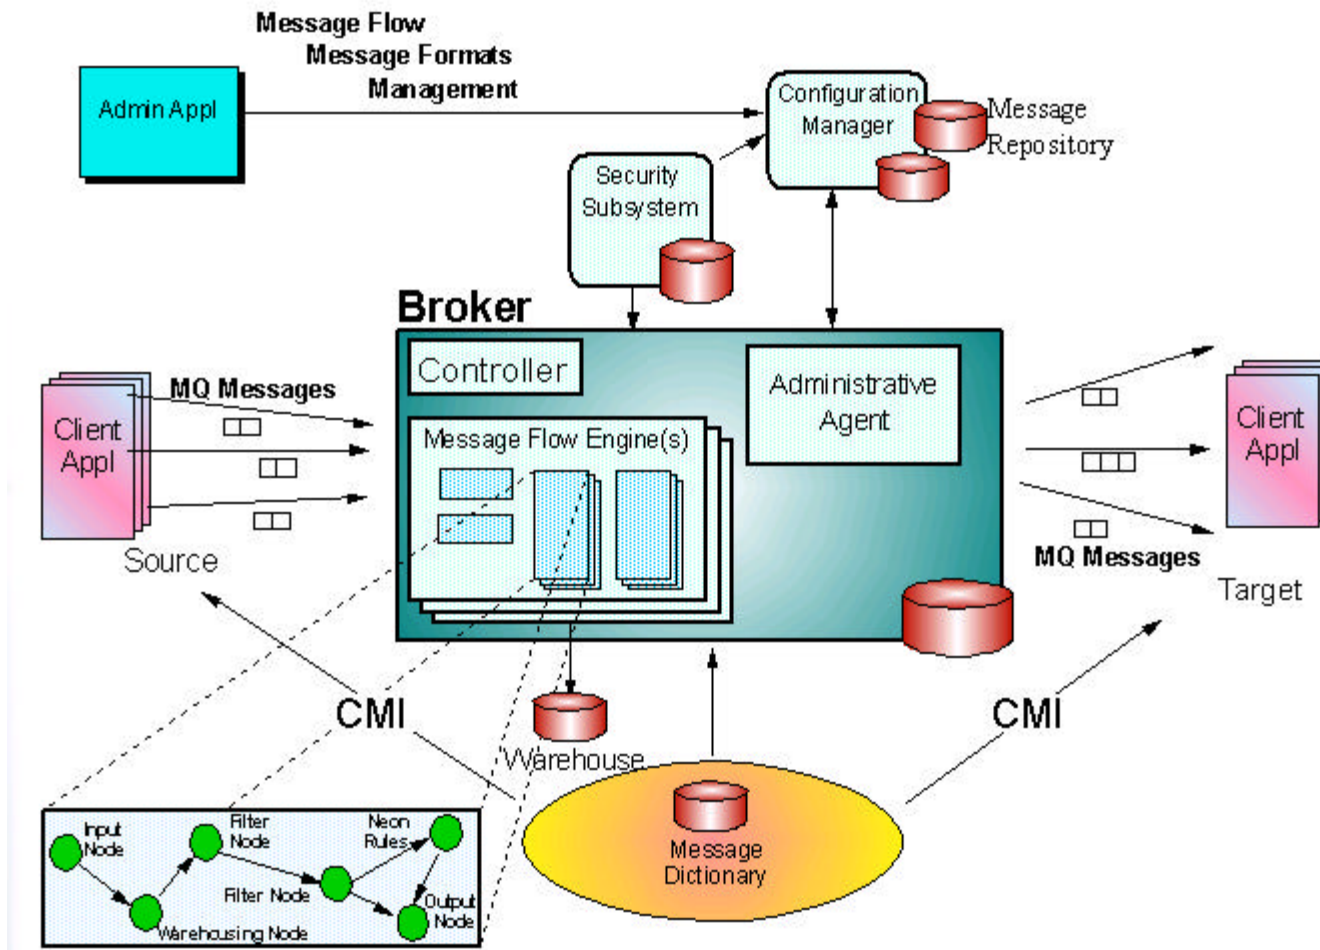 Message Flow
Message Formats
Management
Admin Appl
Configuration
Manager
Message
Repository
Security
Subsystem
Broker
Controller
Administrative
Agent
MQ Messages
Client
Appl
Source
Message Flow Engine(s)
Client
Appl
MQ Messages
Target
CMI
CMI
Warehouse
Message
Dictionary
Input
Node
Filter
Node
Neon
Rules
Filter Node
Output
Node
Warehousing Node